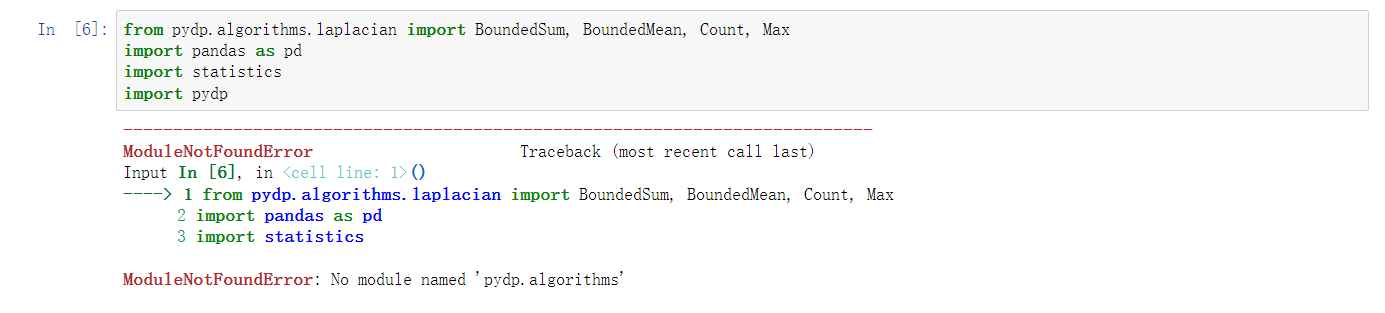 In [6]: from pydp.algorithms.laplacian import BoundedSum, BoundedMean, Count, Max
import pandas as pd
import statistics
import pydp
---------------------------------------------------------------------------
ModuleNotFoundError                       Traceback (most recent call last)
Input In [6], in <cell line: 1>()
----> 1 from pydp.algorithms.laplacian import BoundedSum, BoundedMean, Count, Max
      2 import pandas as pd
      3 import statistics
ModuleNotFoundError: No module named 'pydp.algorithms'